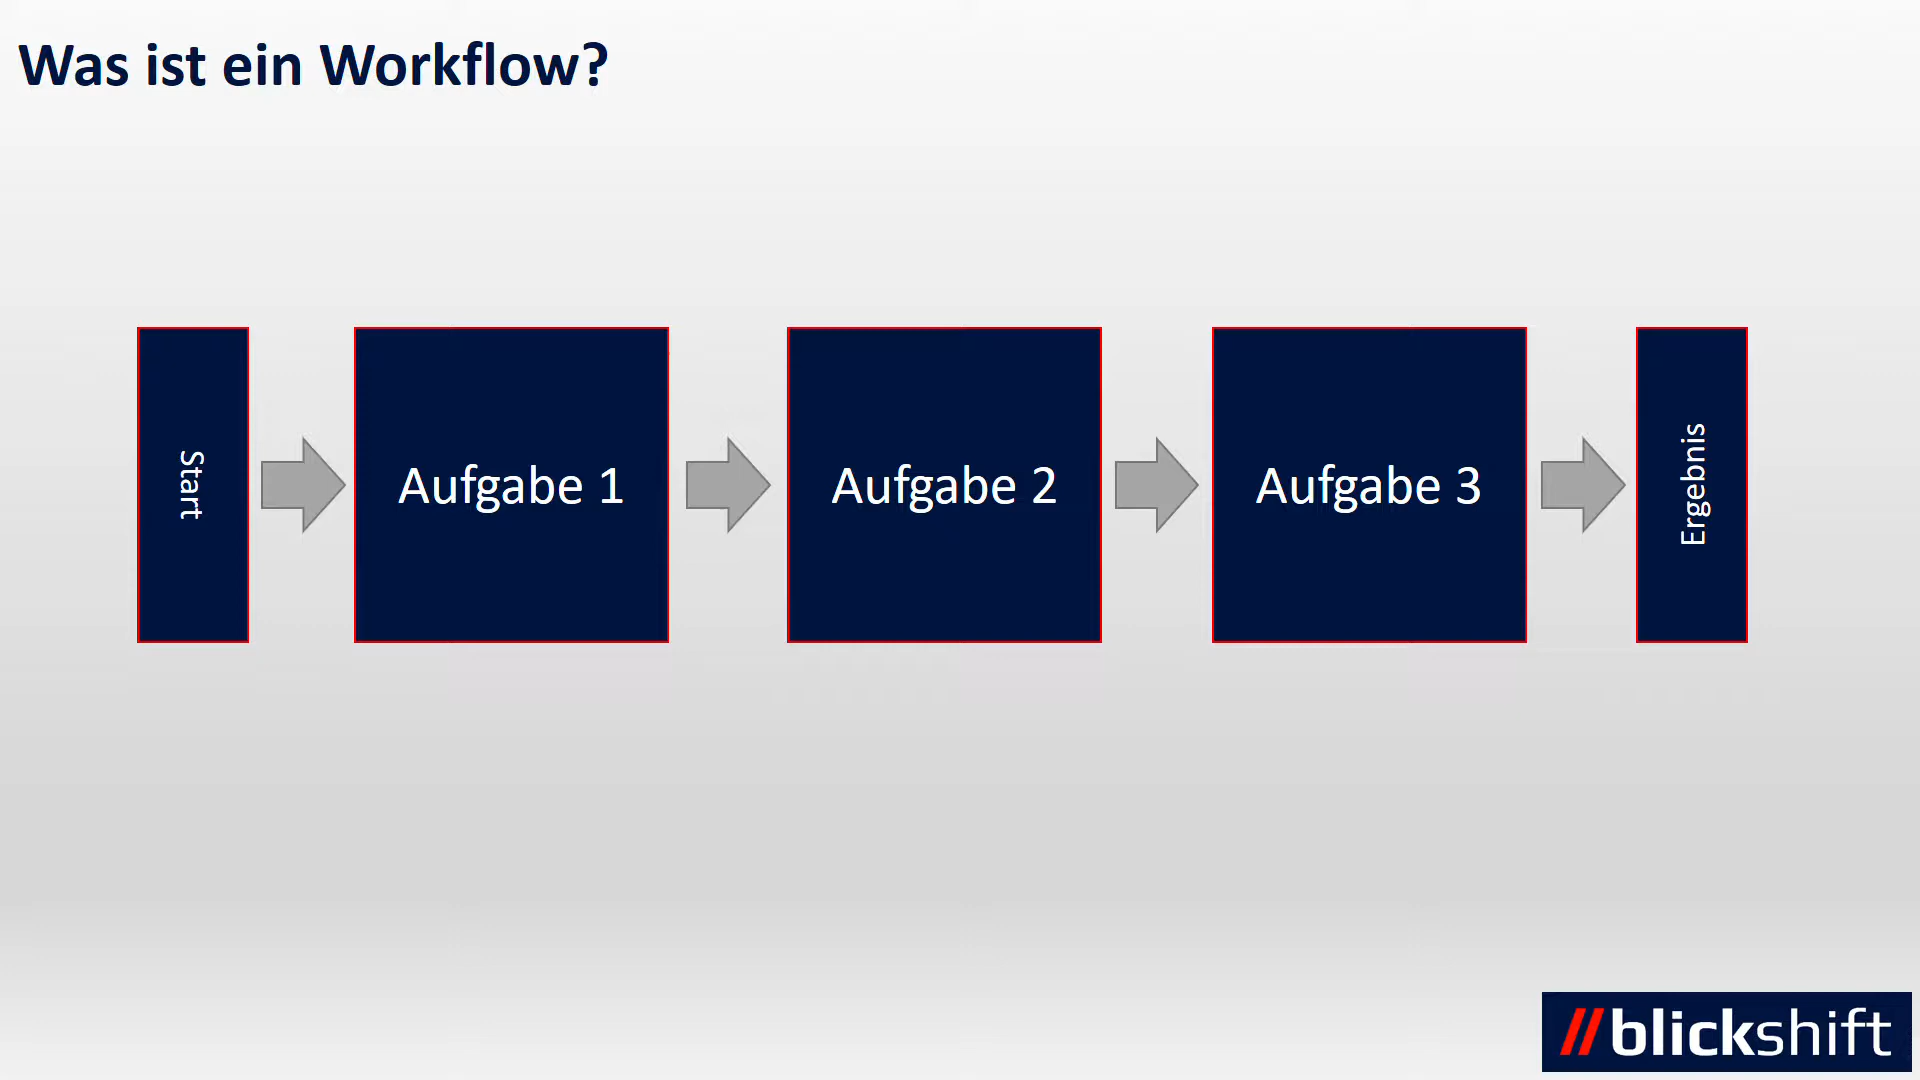 Was ist ein Workflow?
Start
Aufgabe 1
Aufgabe 2
Aufgabe 3
Ergebnis
//blickshift